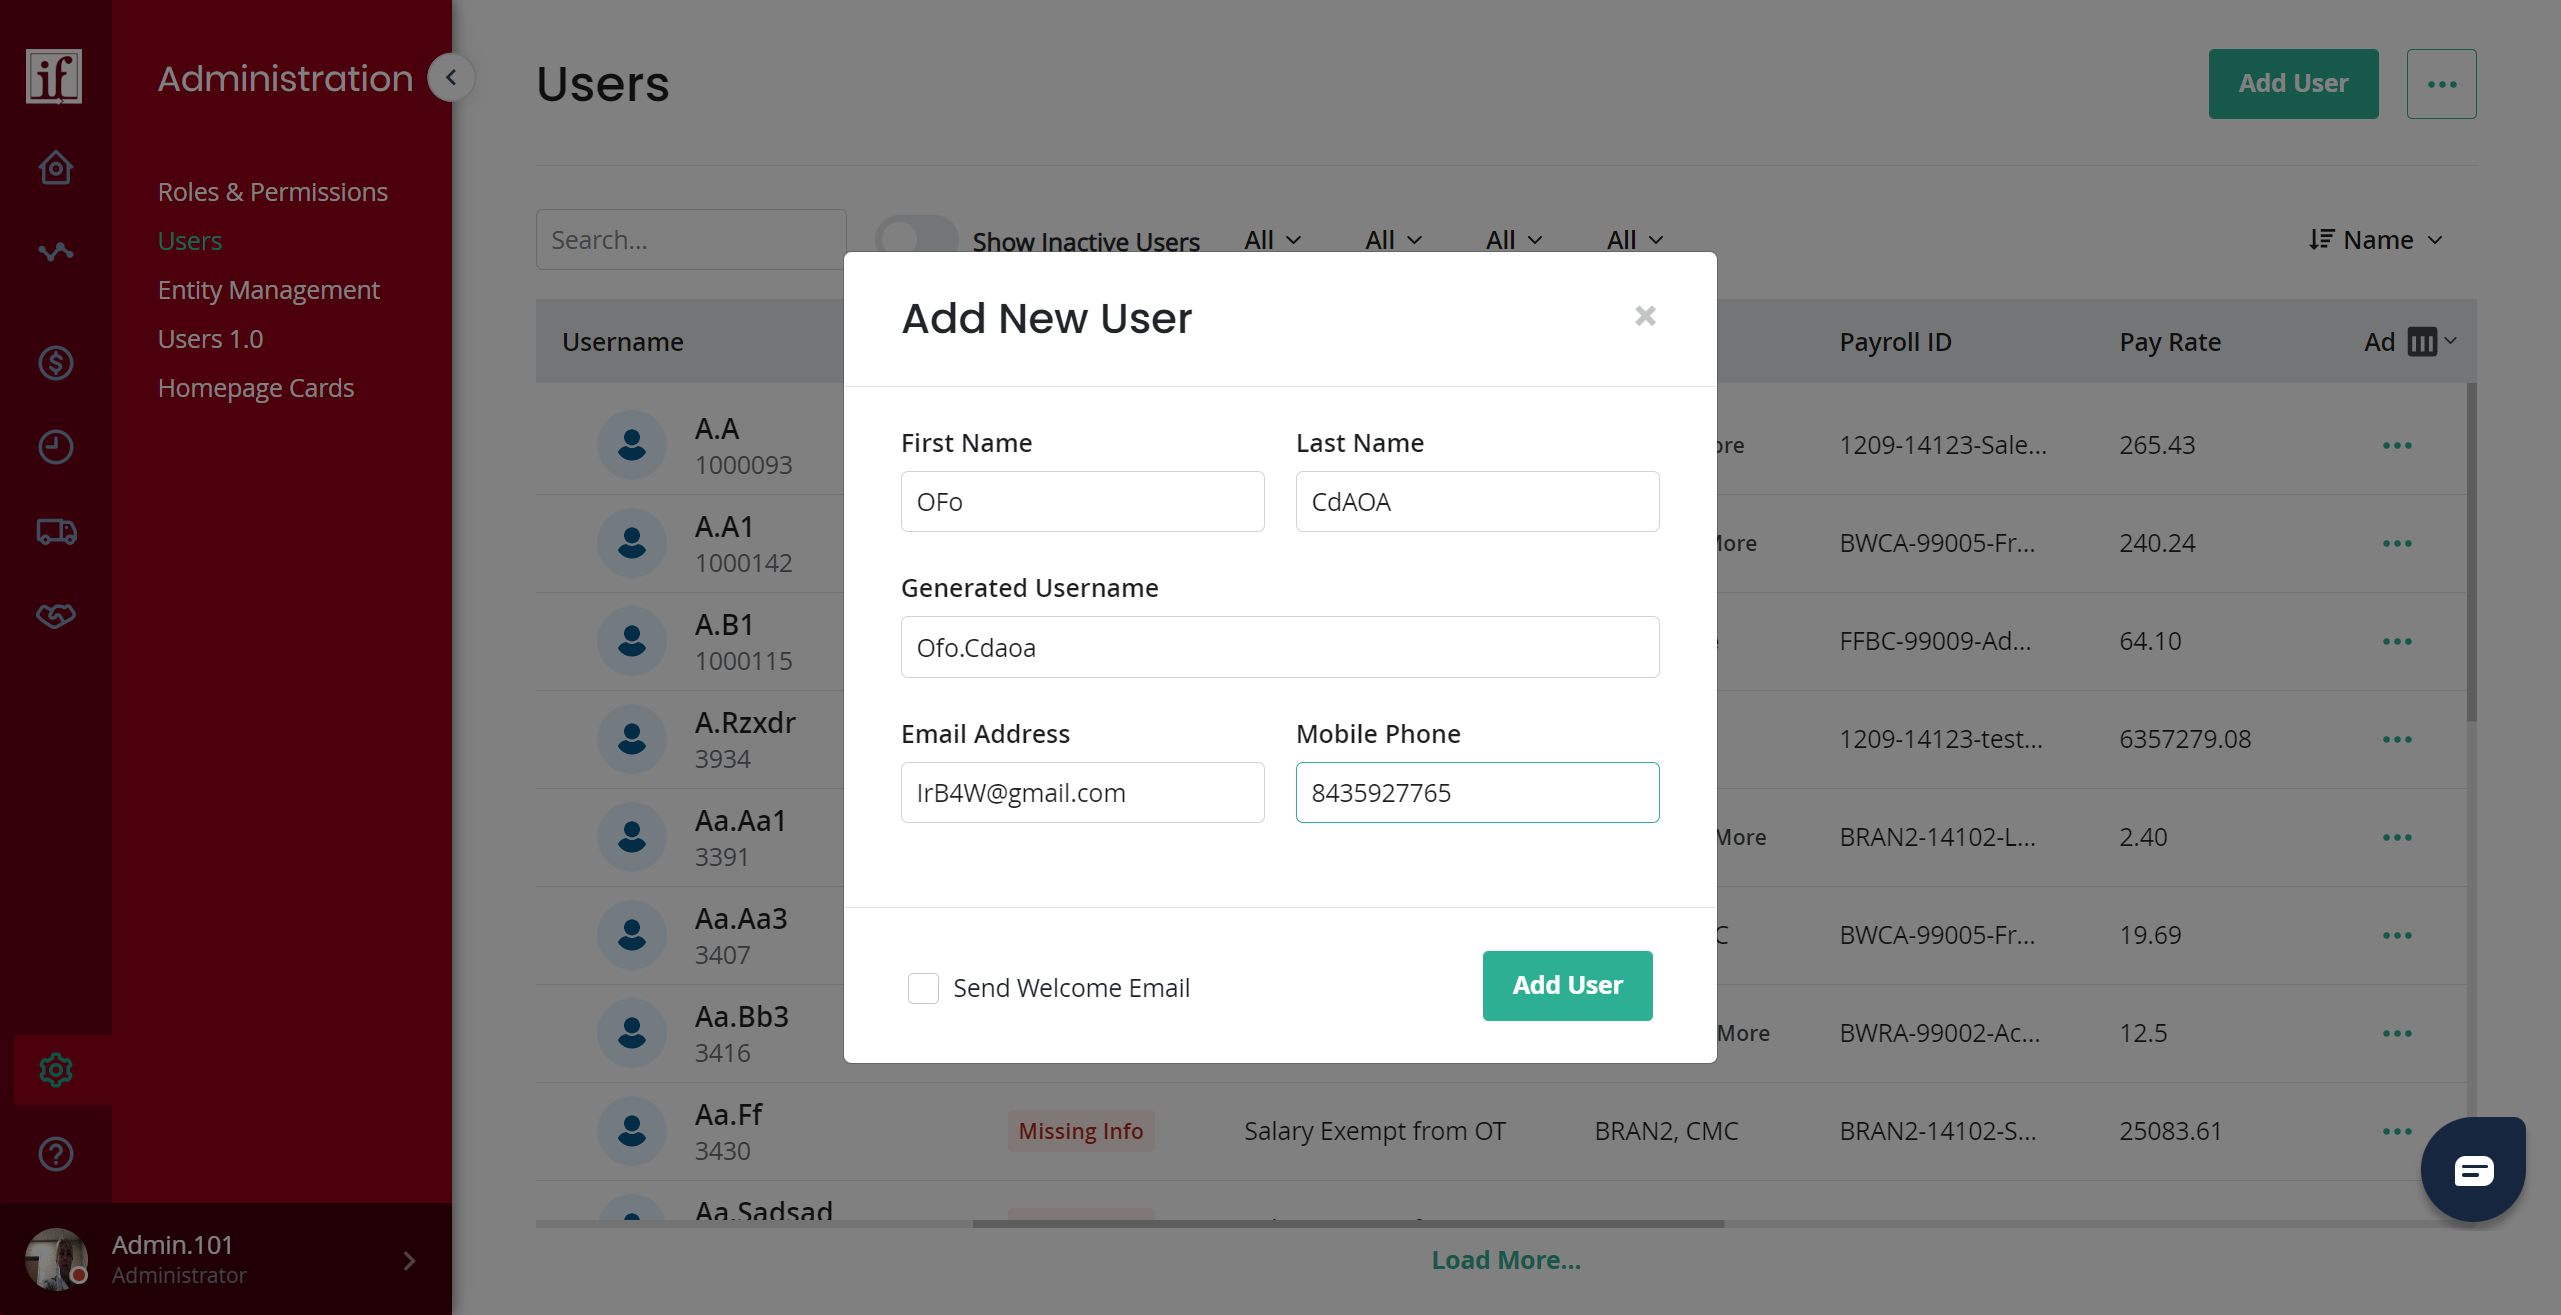 if
Administration
Roles & Permissions
Users
Entity Management
Users 1.0
Homepage Cards
Admin.101
Administrator
Users
Add User
Search...
Show Inactive Users
All
All
All
All
Name
Username
Payroll ID
Pay Rate
Ad
A.A
1000093
ore
1209-14123-Sale...
265.43
A.A1
1000142
More
BWCA-99005-Fr...
240.24
A.B1
1000115
FFBC-99009-Ad...
64.10
A.Rzxdr
3934
1209-14123-test...
6357279.08
Aa.Aa1
3391
More
BRAN2-14102-L...
2.40
Aa.Aa3
3407
C
BWCA-99005-Fr...
19.69
Aa.Bb3
3416
More
BWRA-99002-Ac...
12.5
Aa.Ff
3430
Missing Info
Salary Exempt from OT
BRAN2, CMC
BRAN2-14102-S...
25083.61
Aa.Sadsad
Load More...
Add New User
First Name
Last Name
OFo
CdAOA
Generated Username
Ofo.Cdaoa
Email Address
Mobile Phone
IrB4W@gmail.com
8435927765
Send Welcome Email
Add User